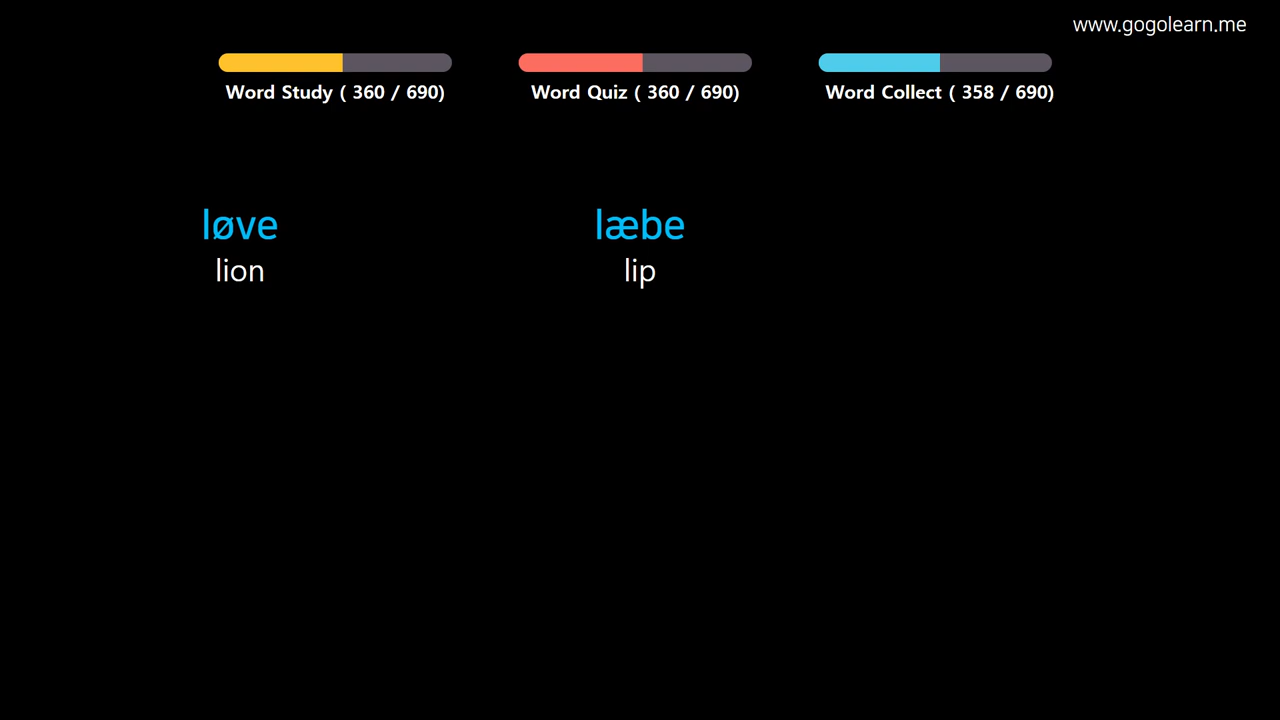 www.gogolearn.me
Word Study ( 360 / 690)
Word Quiz ( 360 / 690)
Word Collect ( 358 / 690)
løve
læbe
lion
lip